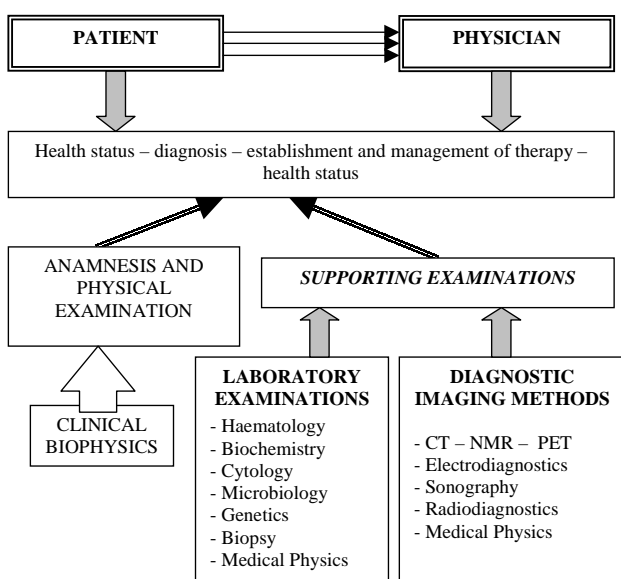 PATIENT
PHYSICIAN
Health status – diagnosis – establishment and management of therapy –
health status
ANAMNESIS AND
PHYSICAL
EXAMINATION
SUPPORTING EXAMINATIONS
CLINICAL
BIOPHYSICS
LABORATORY
EXAMINATIONS
- Haematology
- Biochemistry
- Cytology
- Microbiology
- Genetics
- Biopsy
- Medical Physics
DIAGNOSTIC
IMAGING METHODS
- CT – NMR – PET
- Electrodiagnostics
- Sonography
- Radiodiagnostics
- Medical Physics